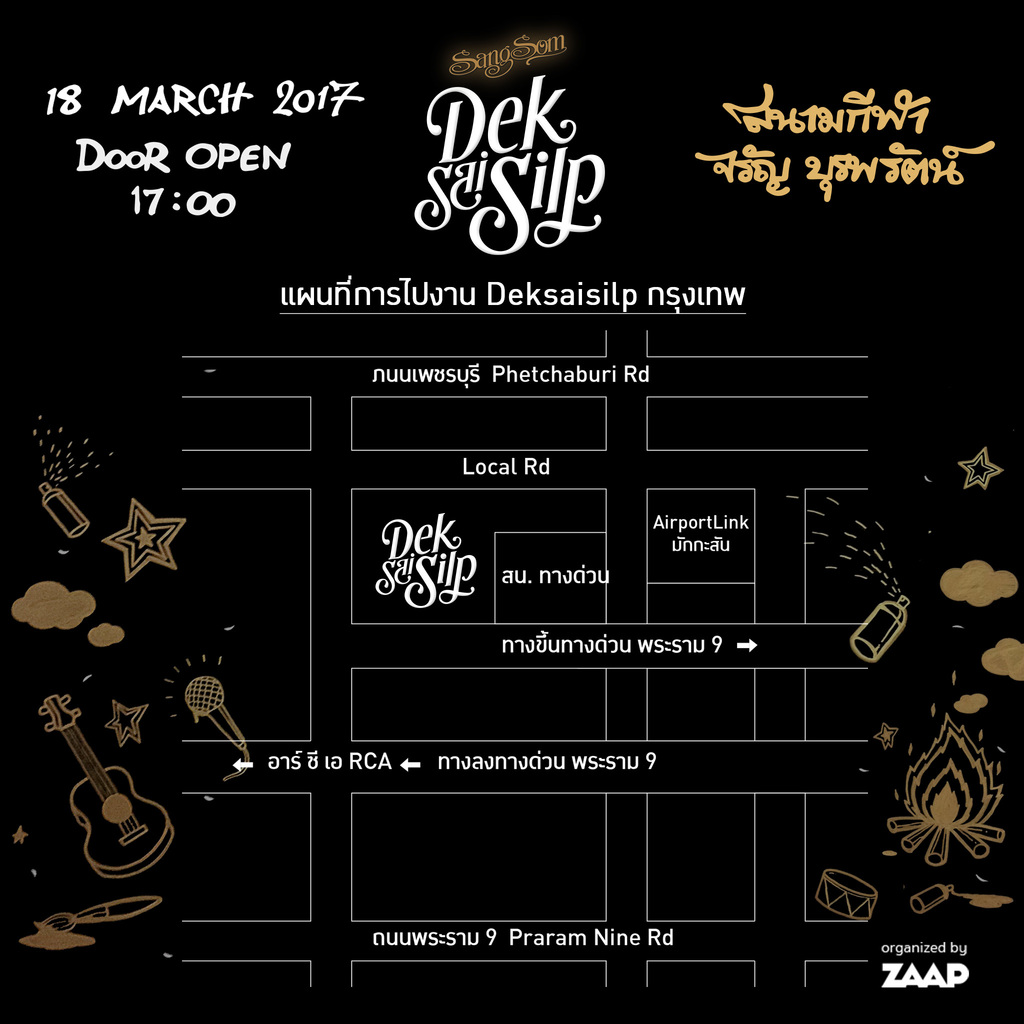 SangSom
Dek
Sai Silp
18 MARCH 2017
DOOR OPEN
17:00
สนามกีฬา
จรัญ บุรพรัตน์
แผนที่การไปงาน Deksaisilp กรุงเทพ
ถนนเพชรบุรี Phetchaburi Rd
Local Rd
Dek
Sai Silp
สน. ทางด่วน
AirportLink
มักกะสัน
ทางขึ้นทางด่วน พระราม 9 →
← อาร์ ซี เอ RCA ← ทางลงทางด่วน พระราม 9
ถนนพระราม 9 Praram Nine Rd
organized by
ZAAP